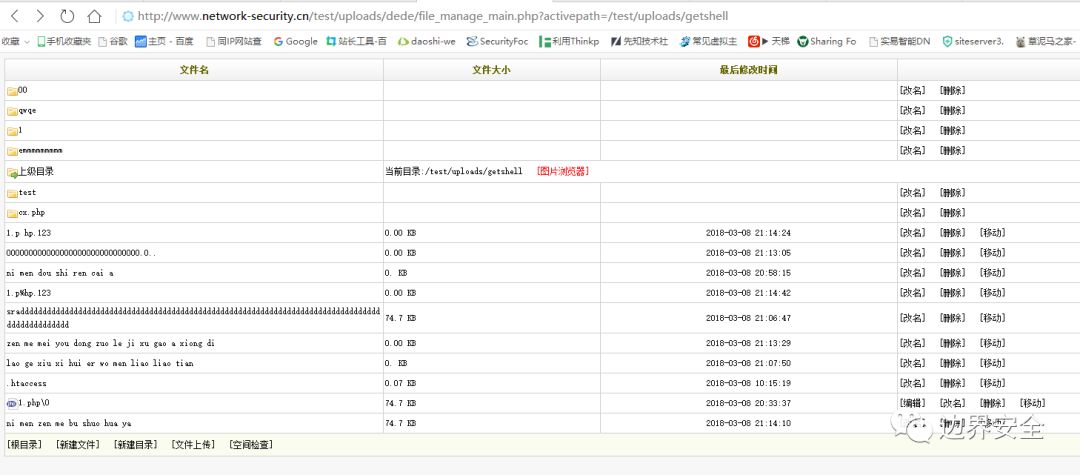 http://www.network-security.cn/test/uploads/dede/file_manage_main.php?activepath=/test/uploads/getshell
收藏 手机收藏夹 谷歌 主页 - 百度 同IP网站查 Google 站长工具-百 daoshi-we SecurityFoc 利用Thinkp 先知技术社 常见虚拟主 天梯 Sharing Fo 实易智能DN siteserver3. 草泥马之家-
文件名 文件大小 最后修改时间
00 [改名] [删除]
qwqe [改名] [删除]
1 [改名] [删除]
emmmmmmmmm [改名] [删除]
上级目录 当前目录:/test/uploads/getshell [图片浏览器]
test [改名] [删除]
cx.php [改名] [删除]
1.p hp.123 0.00 KB 2018-03-08 21:14:24 [改名] [删除] [移动]
0.00 KB 2018-03-08 21:13:05 [改名] [删除] [移动]
ni men dou shi ren cai a 0. KB 2018-03-08 20:58:15 [改名] [删除] [移动]
1.p%hp.123 0.00 KB 2018-03-08 21:14:42 [改名] [删除] [移动]
74.7 KB 2018-03-08 21:06:47 [改名] [删除] [移动]
zen me mei you dong zuo le ji xu gao a xiong di 0.00 KB 2018-03-08 21:13:29 [改名] [删除] [移动]
lao ge xiu xi hui er wo men liao liao tian 0. KB 2018-03-08 21:07:50 [改名] [删除] [移动]
.htaccess 0.07 KB 2018-03-08 10:15:19 [改名] [删除] [移动]
1.php\0 74.7 KB 2018-03-08 20:33:37 [编辑] [改名] [删除] [移动]
ni men zen me bu shuo hua ya 74.7 KB 2018-03-08 21:14:10 [删除] [移动]
[根目录] [新建文件] [新建目录] [文件上传] [空间检查]
边界安全